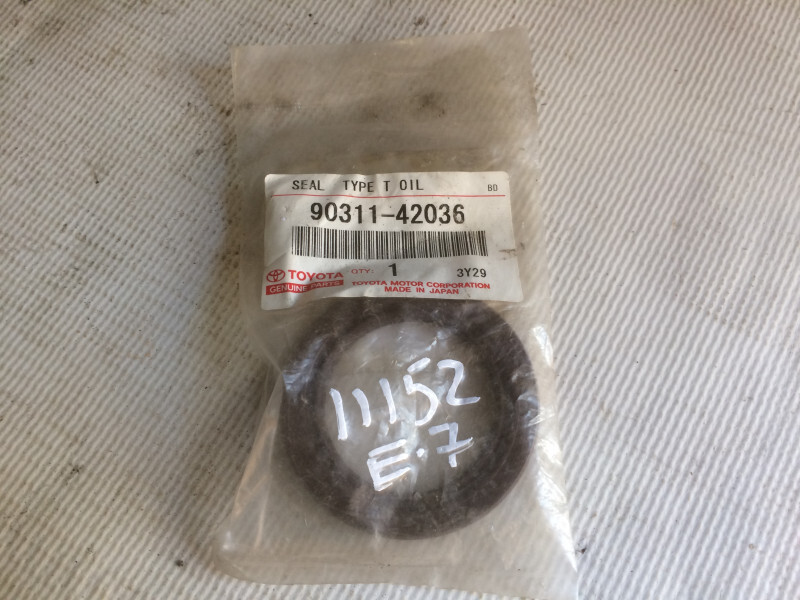 SEAL TYPE T OIL BD
90311-42036
TOYOTA QTY: 1 3Y29
GENUINE PARTS TOYOTA MOTOR CORPORATION
MADE IN JAPAN
11152
E.7